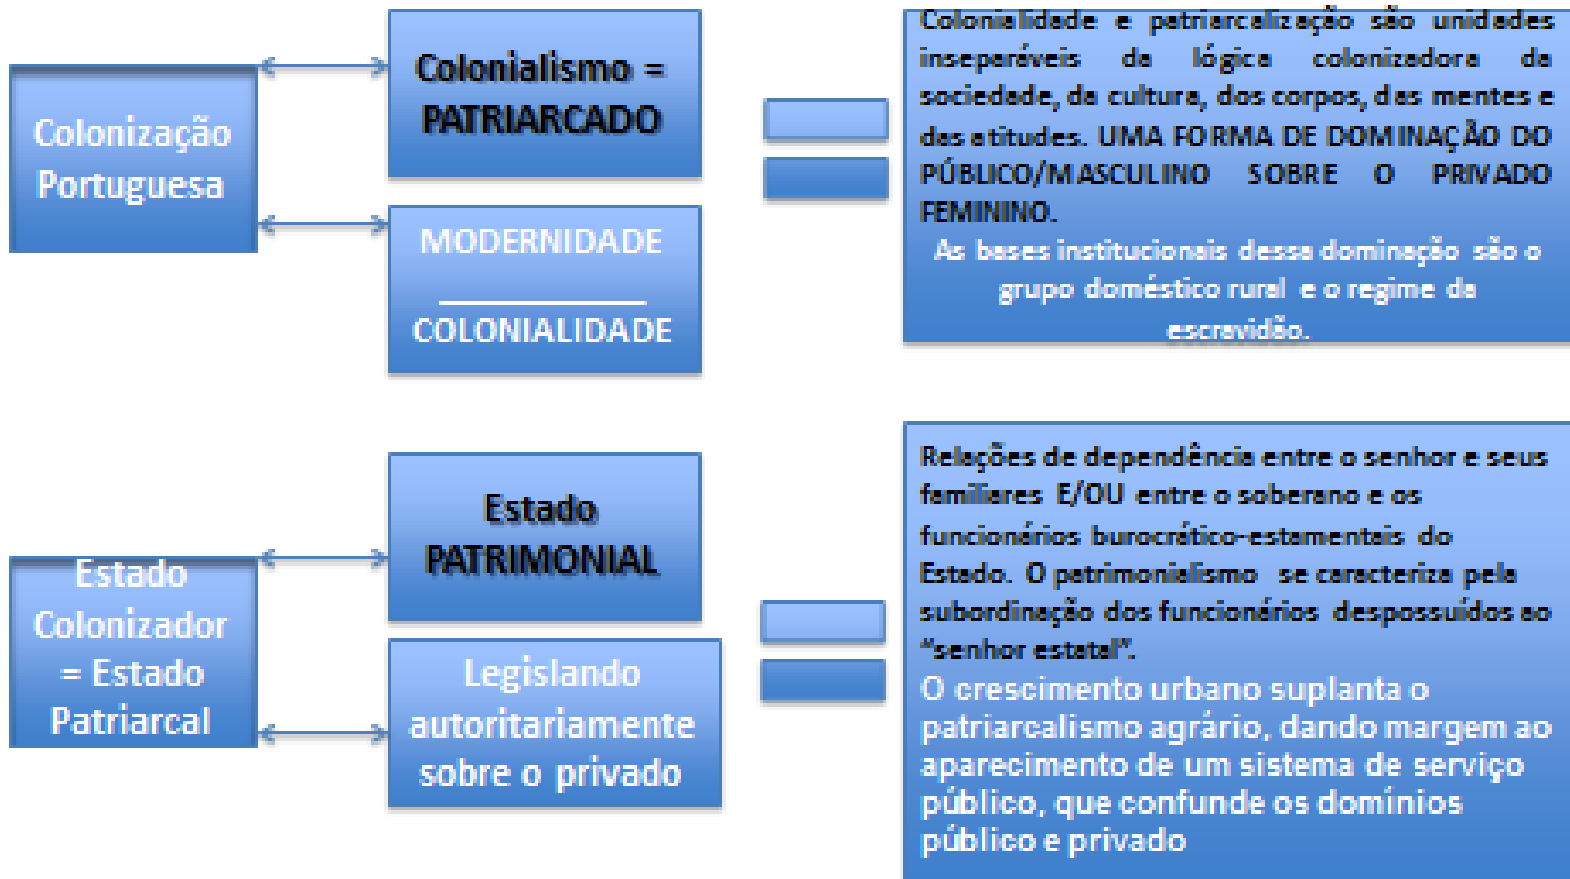 Colonização
Portuguesa
Colonialismo =
PATRIARCADO
MODERNIDADE
COLONIALIDADE
Colonialidade e patriarcalização são unidades
inseparáveis da lógica colonizadora da
sociedade, da cultura, dos corpos, das mentes e
das atitudes. UMA FORMA DE DOMINAÇÃO DO
PÚBLICO/MASCULINO SOBRE O PRIVADO
FEMININO.
As bases institucionais dessa dominação são o
grupo doméstico rural e o regime da
escravidão.
Estado
Colonizador
= Estado
Patriarcal
Estado
PATRIMONIAL
Legislando
autoritariamente
sobre o privado
Relações de dependência entre o senhor e seus
familiares E/OU entre o soberano e os
funcionários burocrático-estamentais do
Estado. O patrimonialismo se caracteriza pela
subordinação dos funcionários despossuídos ao
“senhor estatal”.
O crescimento urbano suplanta o
patriarcalismo agrário, dando margem ao
aparecimento de um sistema de serviço
público, que confunde os domínios
público e privado